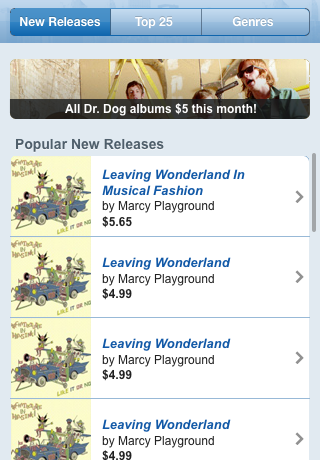 New Releases
Top 25
Genres
All Dr. Dog albums $5 this month!
Popular New Releases
Leaving Wonderland In
Musical Fashion
by Marcy Playground
$5.65
Leaving Wonderland
by Marcy Playground
$4.99
Leaving Wonderland
by Marcy Playground
$4.99
Leaving Wonderland
by Marcy Playground
$4.99